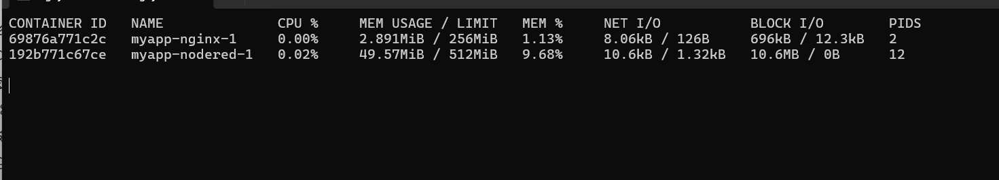 CONTAINER ID   NAME              CPU %     MEM USAGE / LIMIT   MEM %     NET I/O          BLOCK I/O        PIDS
69876a771c2c   myapp-nginx-1     0.00%     2.891MiB / 256MiB   1.13%     8.06kB / 126B    696kB / 12.3kB   2
192b771c67ce   myapp-nodered-1   0.02%     49.57MiB / 512MiB   9.68%     10.6kB / 1.32kB  10.6MB / 0B      12